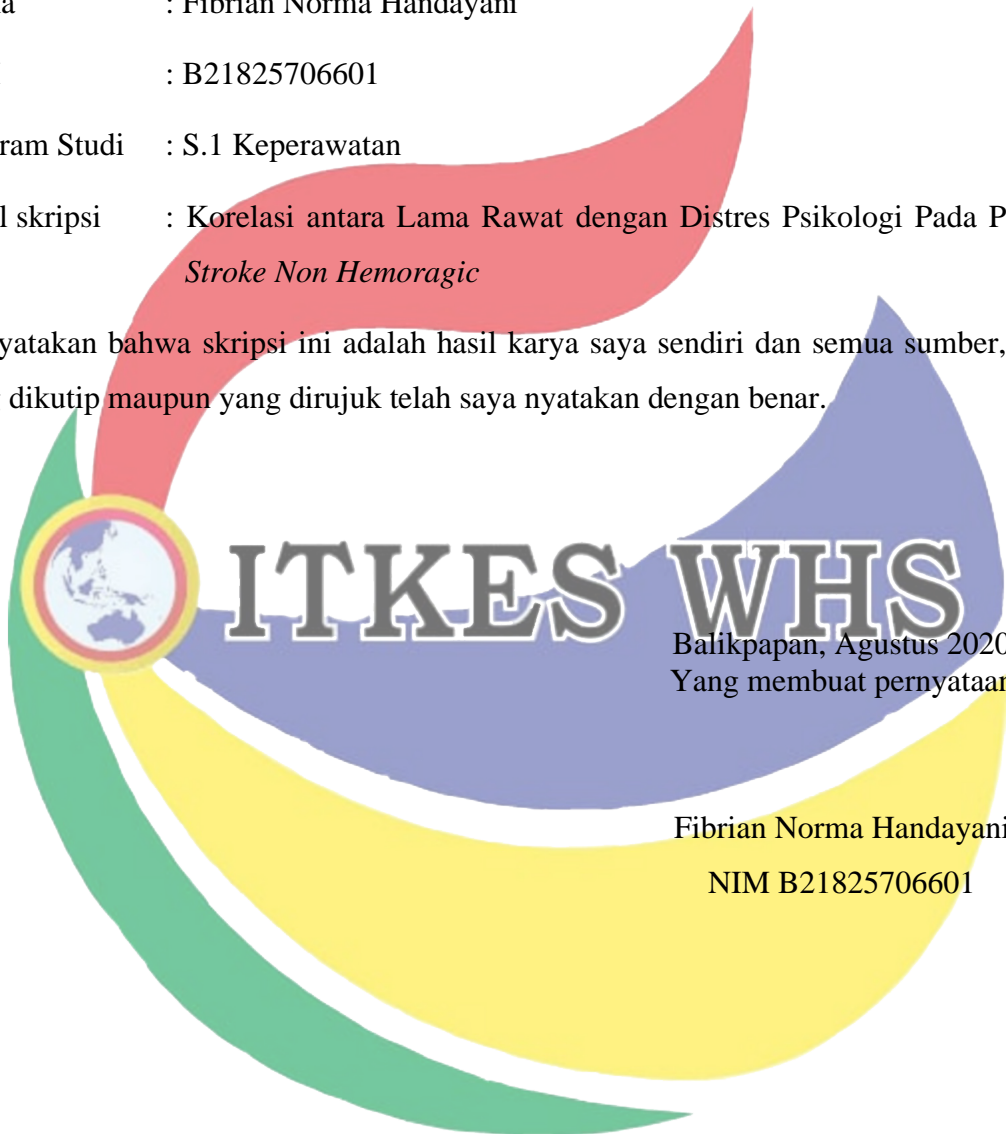 : Fibrian Norma Handayani
: B21825706601
ram Studi : S.1 Keperawatan
l skripsi : Korelasi antara Lama Rawat dengan Distres Psikologi Pada P
Stroke Non Hemoragic
yatakan bahwa skripsi ini adalah hasil karya saya sendiri dan semua sumber,
dikutip maupun yang dirujuk telah saya nyatakan dengan benar.
ITKES WHS
Balikpapan, Agustus 2020
Yang membuat pernyataan
Fibrian Norma Handayani
NIM B21825706601